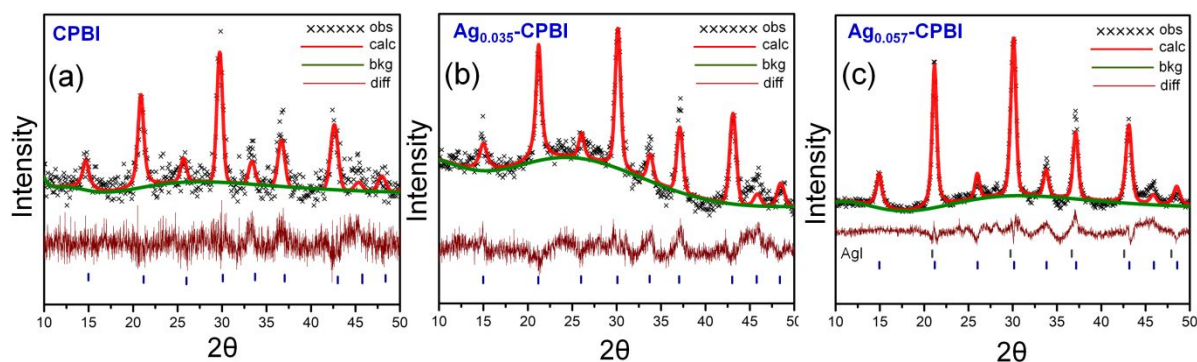 CPBI
(a)
×××××× obs
calc
bkg
diff
Intensity
10 15 20 25 30 35 40 45 50
2θ
Ag0.035-CPBI
(b)
×××××× obs
calc
bkg
diff
Intensity
10 15 20 25 30 35 40 45 50
2θ
Ag0.057-CPBI
(c)
×××××× obs
calc
bkg
diff
Intensity
AgI
10 15 20 25 30 35 40 45 50
2θ